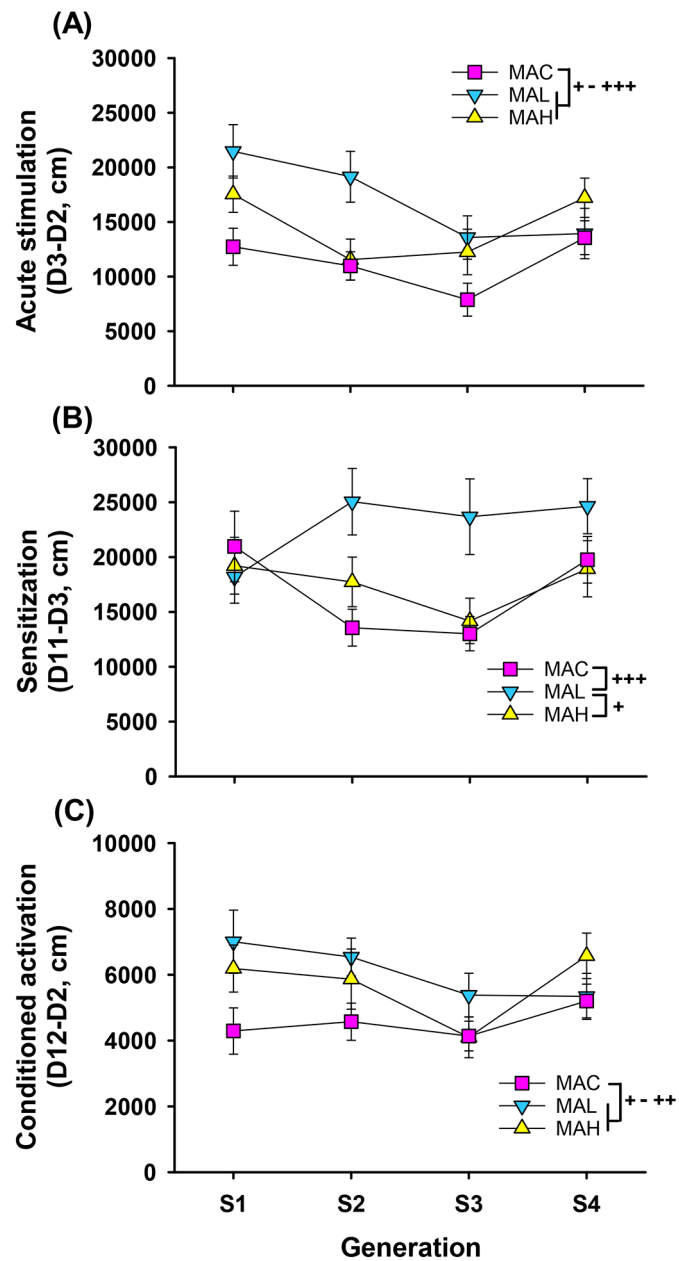 (A)
30000
25000
20000
15000
10000
5000
0
Acute stimulation
(D3-D2, cm)
MAC
MAL
MAH
+ - +++
(B)
30000
25000
20000
15000
10000
5000
0
Sensitization
(D11-D3, cm)
MAC
MAL
MAH
+++
+
(C)
10000
8000
6000
4000
2000
0
Conditioned activation
(D12-D2, cm)
MAC
MAL
MAH
+ - ++
S1 S2 S3 S4
Generation